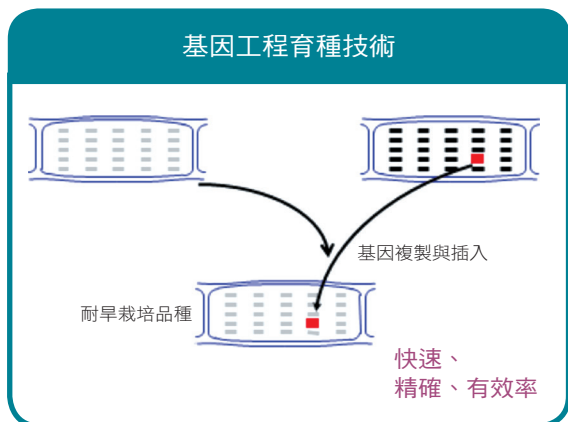 基因工程育種技術
基因複製與插入
耐旱栽培品種
快速、
精確、有效率